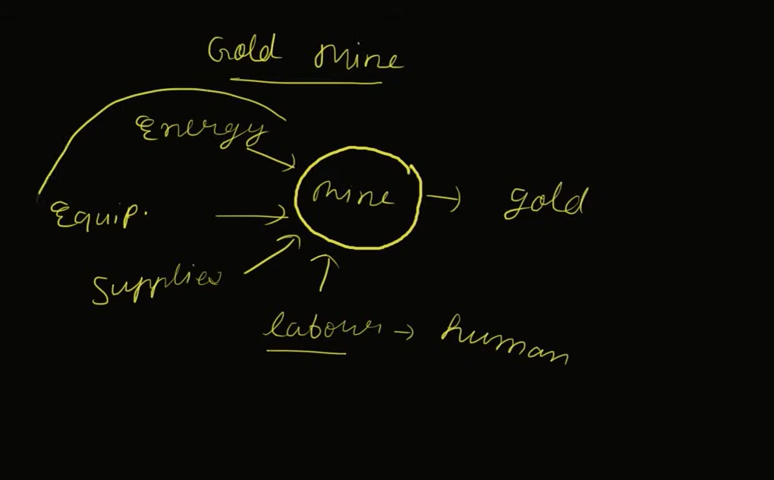 Gold Mine
Energy
mine
gold
Equip.
Supplies
labour → human